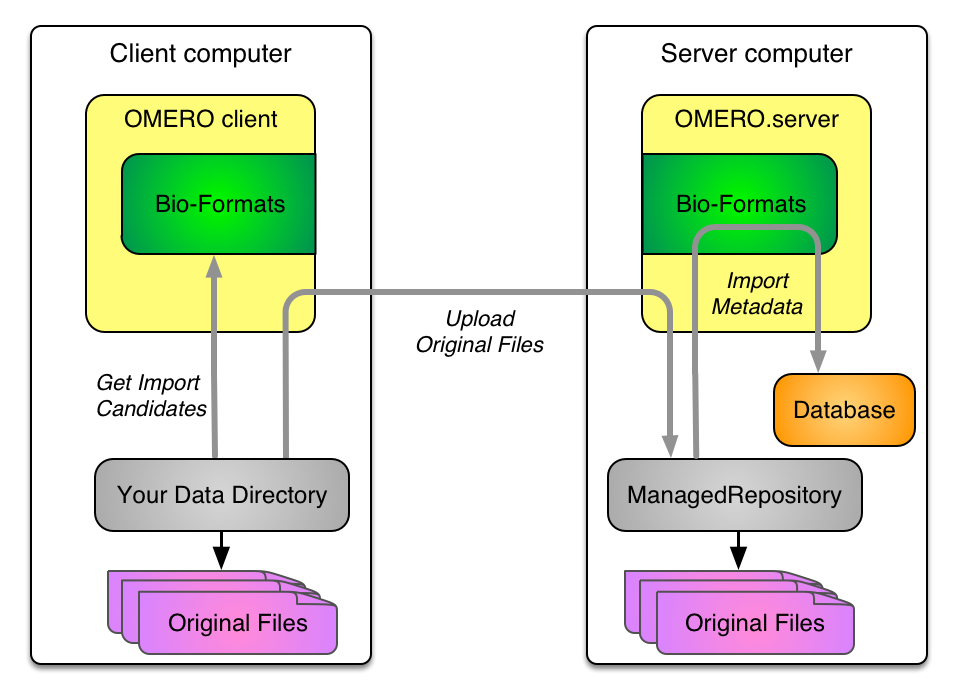 Client computer
OMERO client
Bio-Formats
Get Import
Candidates
Your Data Directory
Original Files
Upload
Original Files
Server computer
OMERO.server
Bio-Formats
Import
Metadata
Database
ManagedRepository
Original Files